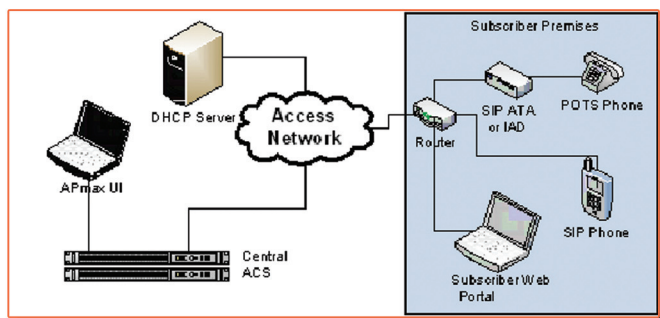 Subscriber Premises
DHCP Server
Access
Network
SIP ATA
or IAD
POTS Phone
Router
APmax UI
SIP Phone
Central
ACS
Subscriber Web
Portal